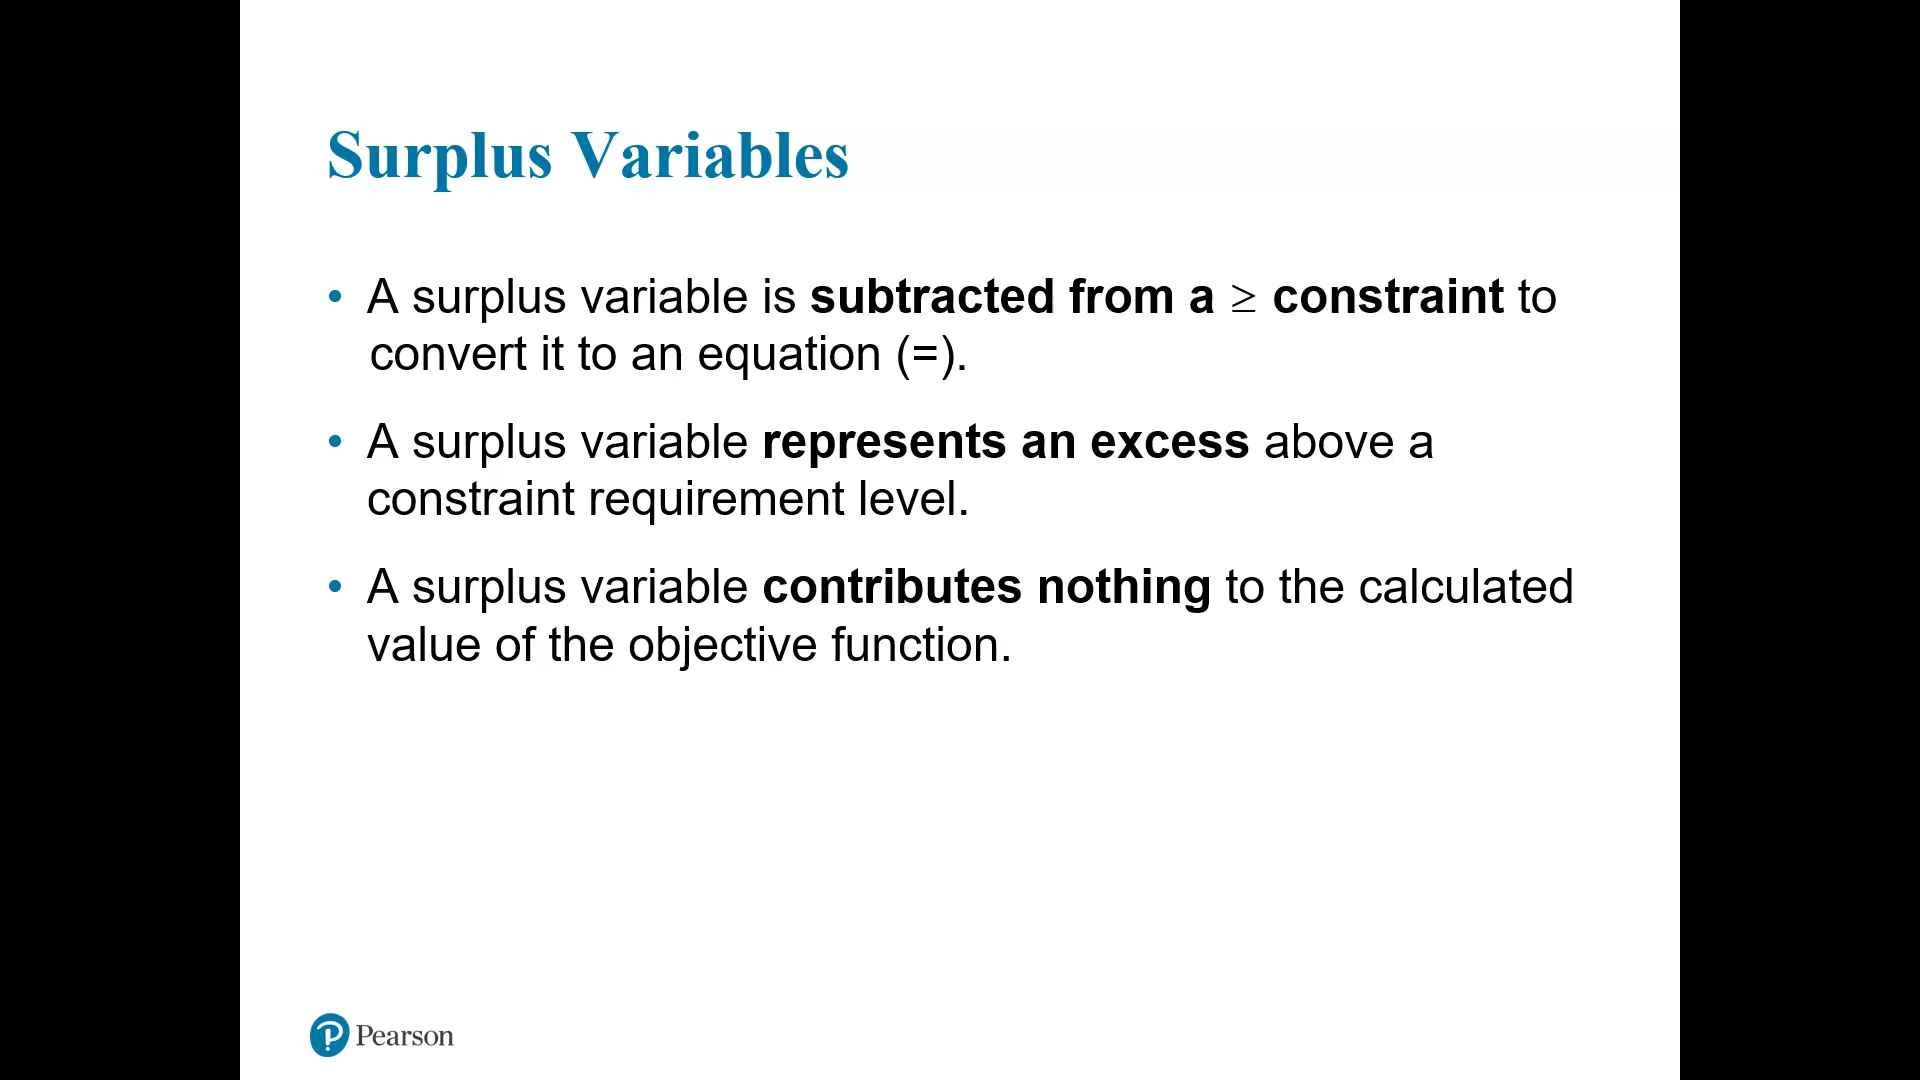 Surplus Variables
• A surplus variable is subtracted from a ≥ constraint to
convert it to an equation (=).
• A surplus variable represents an excess above a
constraint requirement level.
• A surplus variable contributes nothing to the calculated
value of the objective function.
P Pearson